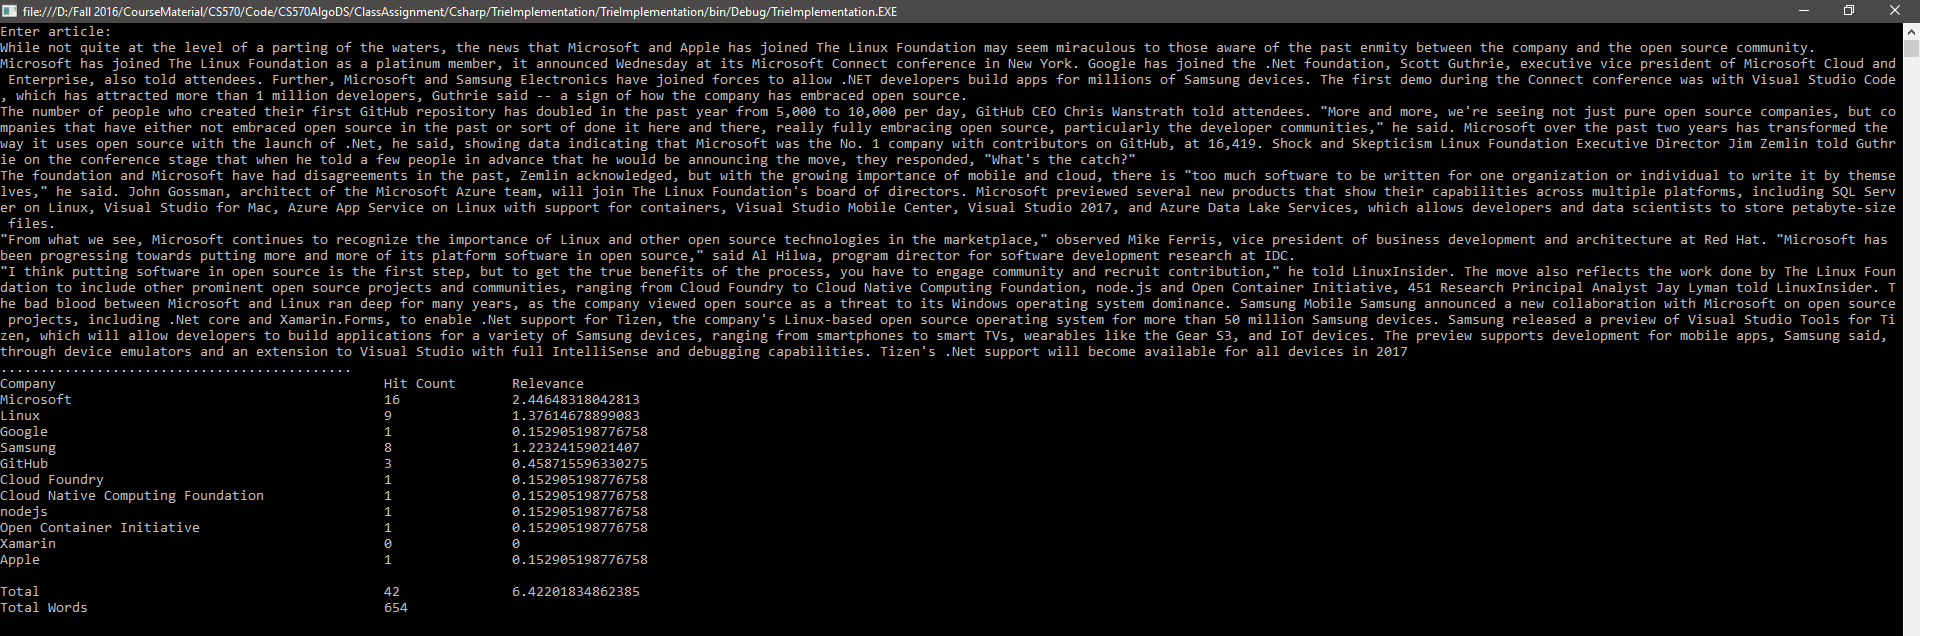 file:///D:/Fall 2016/CourseMaterial/CS570/Code/CS570AlgoDS/ClassAssignment/Csharp/TrieImplementation/TrieImplementation/bin/Debug/TrieImplementation.EXE
Enter article:
While not quite at the level of a parting of the waters, the news that Microsoft and Apple has joined The Linux Foundation may seem miraculous to those aware of the past enmity between the company and the open source community.
Microsoft has joined The Linux Foundation as a platinum member, it announced Wednesday at its Microsoft Connect conference in New York. Google has joined the .Net foundation, Scott Guthrie, executive vice president of Microsoft Cloud and
 Enterprise, also told attendees. Further, Microsoft and Samsung Electronics have joined forces to allow .NET developers build apps for millions of Samsung devices. The first demo during the Connect conference was with Visual Studio Code
, which has attracted more than 1 million developers, Guthrie said -- a sign of how the company has embraced open source.
The number of people who created their first GitHub repository has doubled in the past year from 5,000 to 10,000 per day, GitHub CEO Chris Wanstrath told attendees. "More and more, we're seeing not just pure open source companies, but co
mpanies that have either not embraced open source in the past or sort of done it here and there, really fully embracing open source, particularly the developer communities," he said. Microsoft over the past two years has transformed the
way it uses open source with the launch of .Net, he said, showing data indicating that Microsoft was the No. 1 company with contributors on GitHub, at 16,419. Shock and Skepticism Linux Foundation Executive Director Jim Zemlin told Guthr
ie on the conference stage that when he told a few people in advance that he would be announcing the move, they responded, "What's the catch?"
The foundation and Microsoft have had disagreements in the past, Zemlin acknowledged, but with the growing importance of mobile and cloud, there is "too much software to be written for one organization or individual to write it by themse
lves," he said. John Gossman, architect of the Microsoft Azure team, will join The Linux Foundation's board of directors. Microsoft previewed several new products that show their capabilities across multiple platforms, including SQL Serv
er on Linux, Visual Studio for Mac, Azure App Service on Linux with support for containers, Visual Studio Mobile Center, Visual Studio 2017, and Azure Data Lake Services, which allows developers and data scientists to store petabyte-size
 files.
"From what we see, Microsoft continues to recognize the importance of Linux and other open source technologies in the marketplace," observed Mike Ferris, vice president of business development and architecture at Red Hat. "Microsoft has
been progressing towards putting more and more of its platform software in open source," said Al Hilwa, program director for software development research at IDC.
"I think putting software in open source is the first step, but to get the true benefits of the process, you have to engage community and recruit contribution," he told LinuxInsider. The move also reflects the work done by The Linux Foun
dation to include other prominent open source projects and communities, ranging from Cloud Foundry to Cloud Native Computing Foundation, node.js and Open Container Initiative, 451 Research Principal Analyst Jay Lyman told LinuxInsider. T
he bad blood between Microsoft and Linux ran deep for many years, as the company viewed open source as a threat to its Windows operating system dominance. Samsung Mobile Samsung announced a new collaboration with Microsoft on open source
 projects, including .Net core and Xamarin.Forms, to enable .Net support for Tizen, the company's Linux-based open source operating system for more than 50 million Samsung devices. Samsung released a preview of Visual Studio Tools for Ti
zen, which will allow developers to build applications for a variety of Samsung devices, ranging from smartphones to smart TVs, wearables like the Gear S3, and IoT devices. The preview supports development for mobile apps, Samsung said,
through device emulators and an extension to Visual Studio with full IntelliSense and debugging capabilities. Tizen's .Net support will become available for all devices in 2017
............................................
Company Hit Count Relevance
Microsoft 16 2.44648318042813
Linux 9 1.37614678899083
Google 1 0.152905198776758
Samsung 8 1.22324159021407
GitHub 3 0.458715596330275
Cloud Foundry 1 0.152905198776758
Cloud Native Computing Foundation 1 0.152905198776758
nodejs 1 0.152905198776758
Open Container Initiative 1 0.152905198776758
Xamarin 0 0
Apple 1 0.152905198776758
Total 42 6.42201834862385
Total Words 654